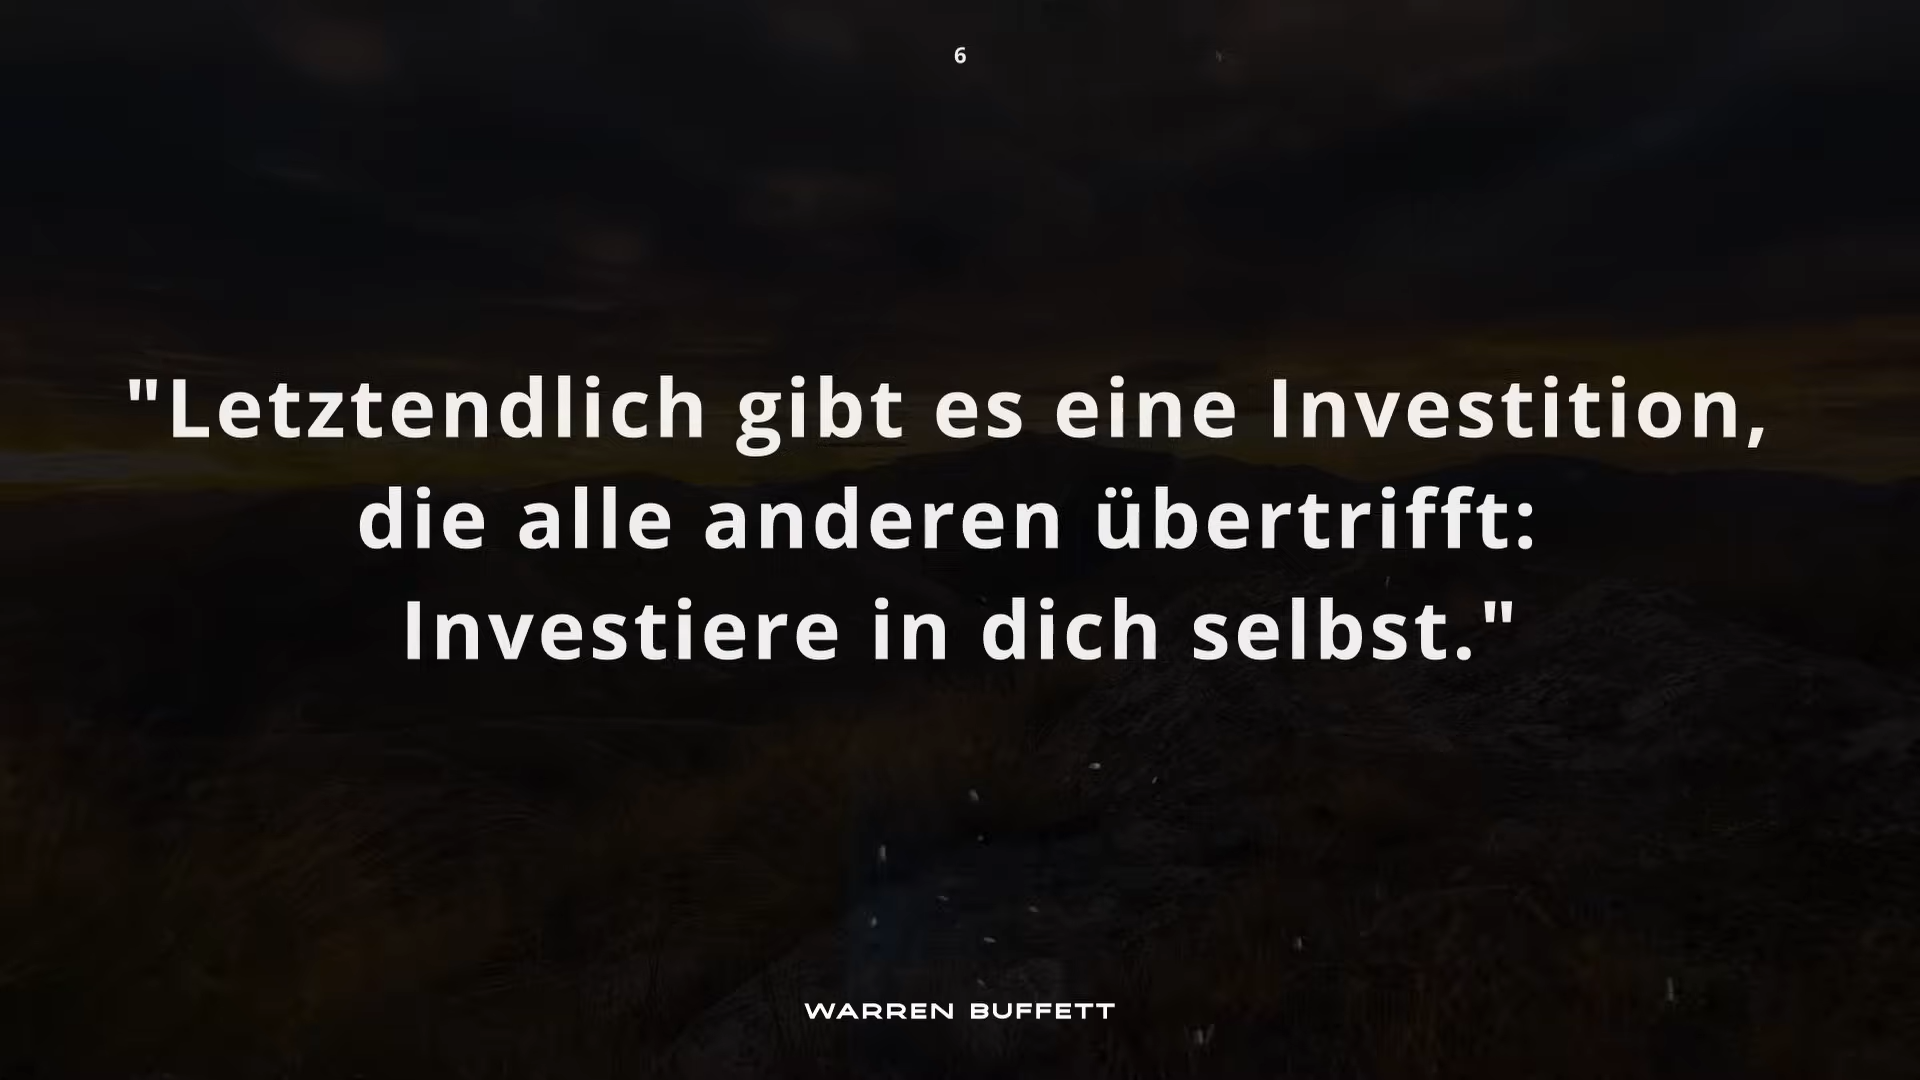 6
"Letztendlich gibt es eine Investition,
die alle anderen übertrifft:
Investiere in dich selbst."
WARREN BUFFETT